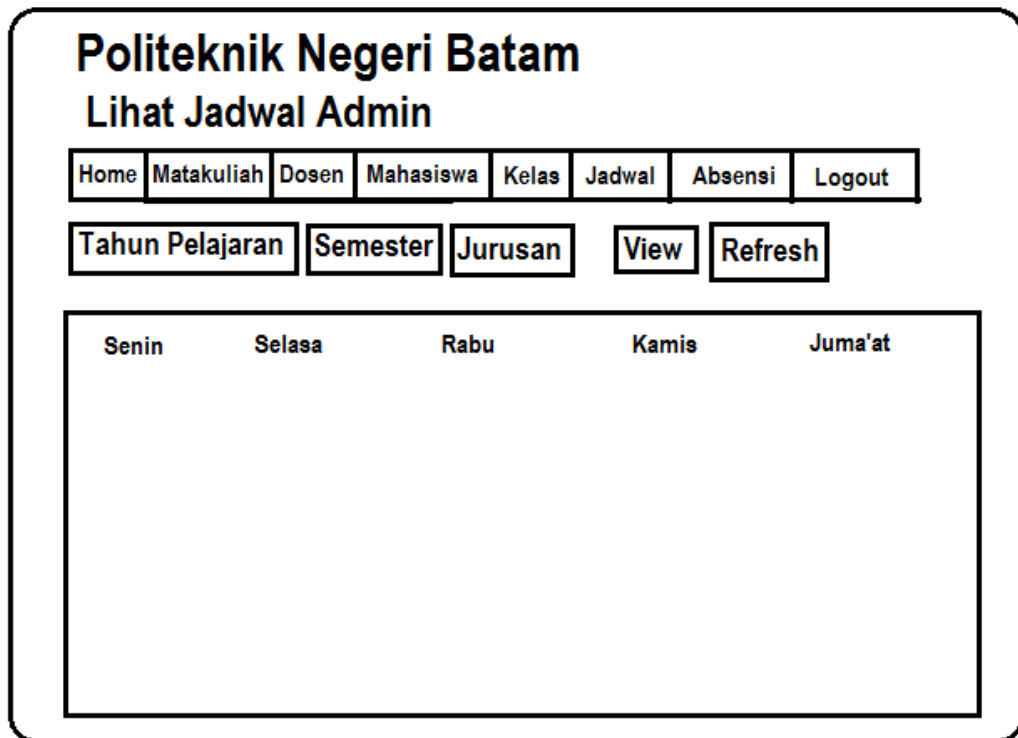 Politeknik Negeri Batam
Lihat Jadwal Admin
Home Matakuliah Dosen Mahasiswa Kelas Jadwal Absensi Logout
Tahun Pelajaran Semester Jurusan View Refresh
Senin Selasa Rabu Kamis Juma'at